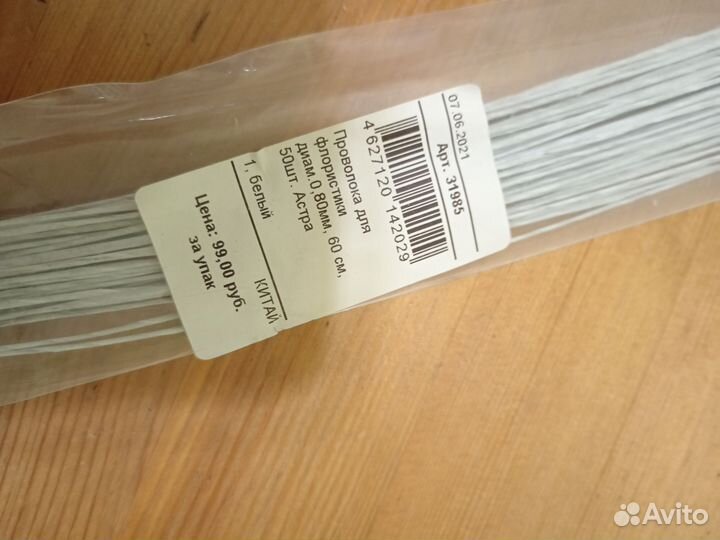 07.06.2021
Арт. 31985
4 627120 142029
Проволока для
флористики
диам.0,80мм, 60 см,
50шт. Астра
1, белый КИТАЙ
Цена: 99,00 руб.
за упак
Avito